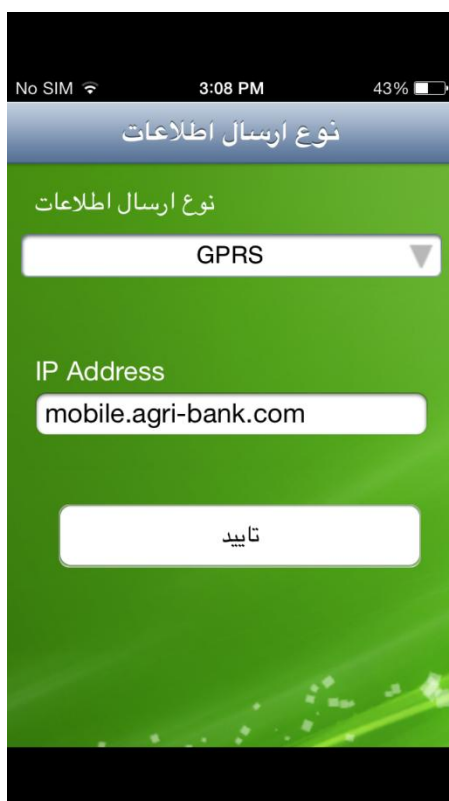 No SIM 3:08 PM 43%
نوع ارسال اطلاعات
نوع ارسال اطلاعات
GPRS
IP Address
mobile.agri-bank.com
تایید